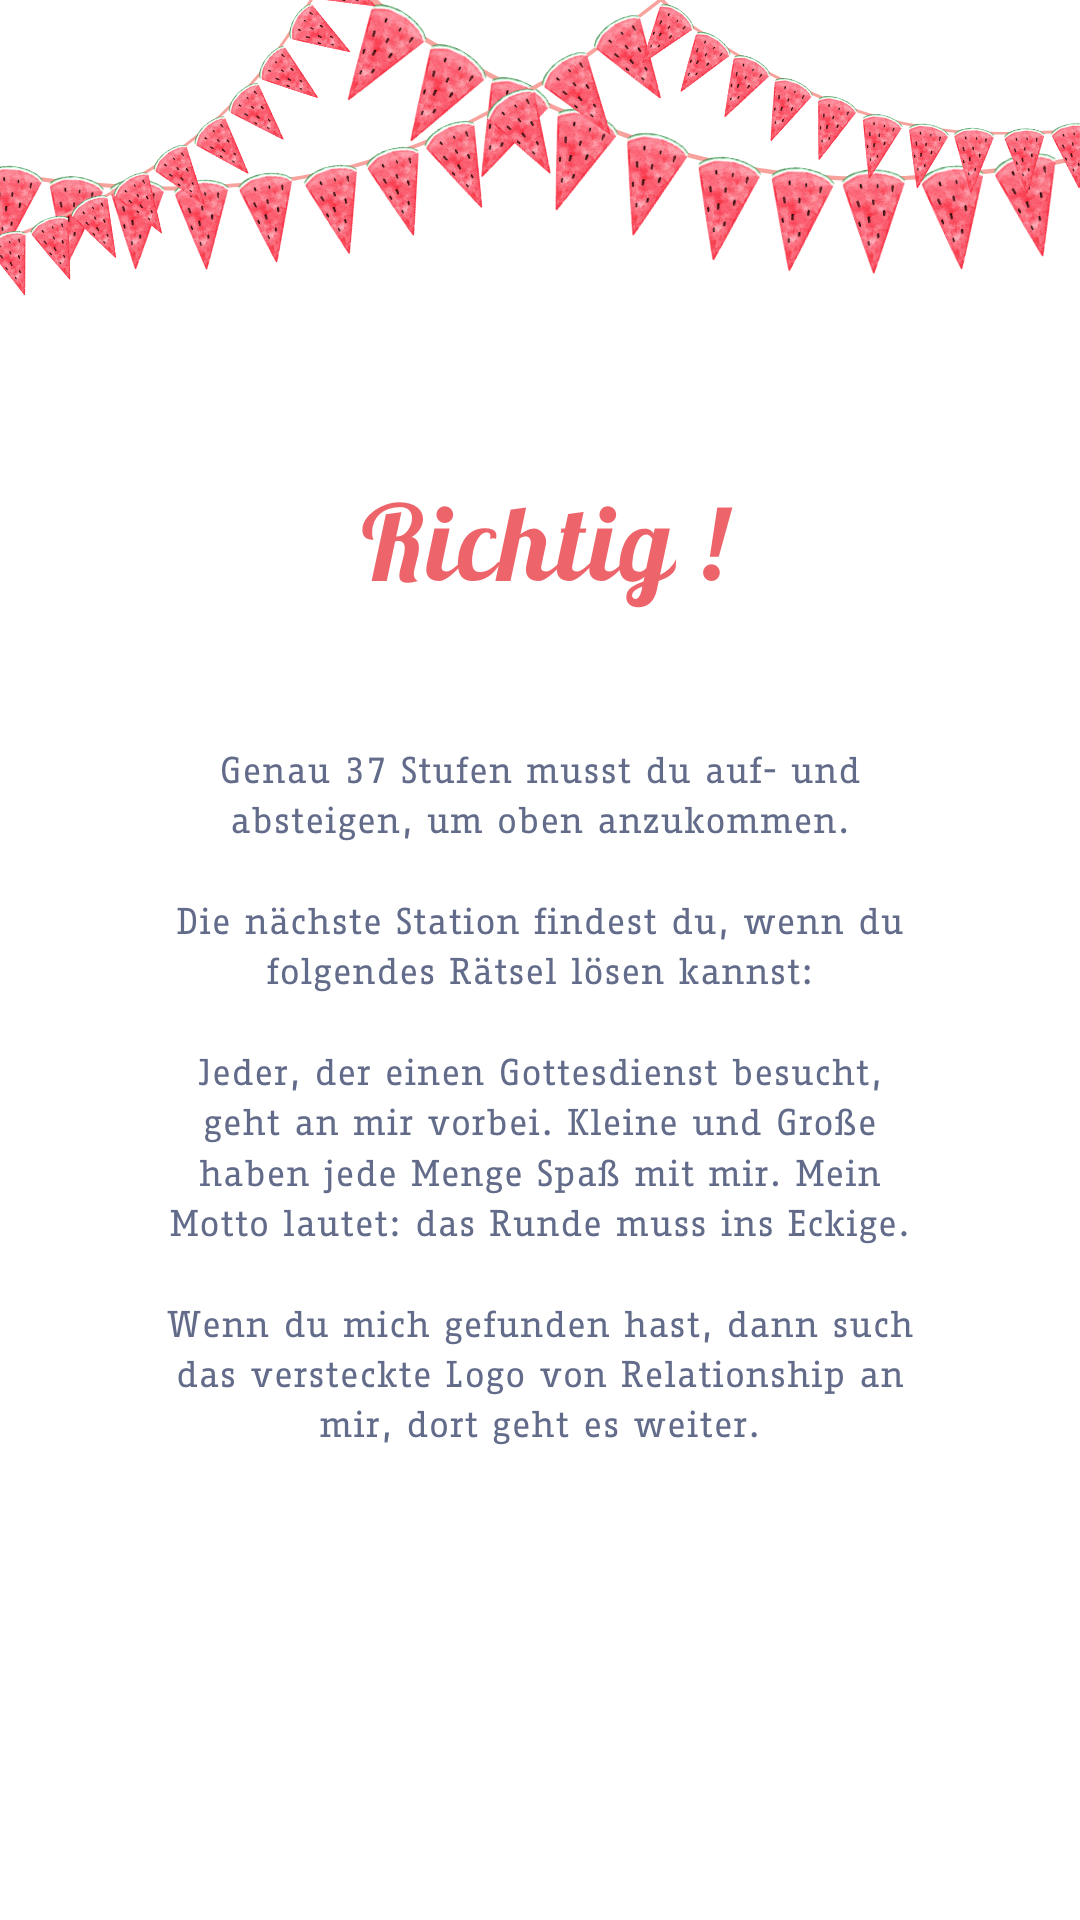 Richtig !
Genau 37 Stufen musst du auf- und
absteigen, um oben anzukommen.
Die nächste Station findest du, wenn du
folgendes Rätsel lösen kannst:
Jeder, der einen Gottesdienst besucht,
geht an mir vorbei. Kleine und Große
haben jede Menge Spaß mit mir. Mein
Motto lautet: das Runde muss ins Eckige.
Wenn du mich gefunden hast, dann such
das versteckte Logo von Relationship an
mir, dort geht es weiter.